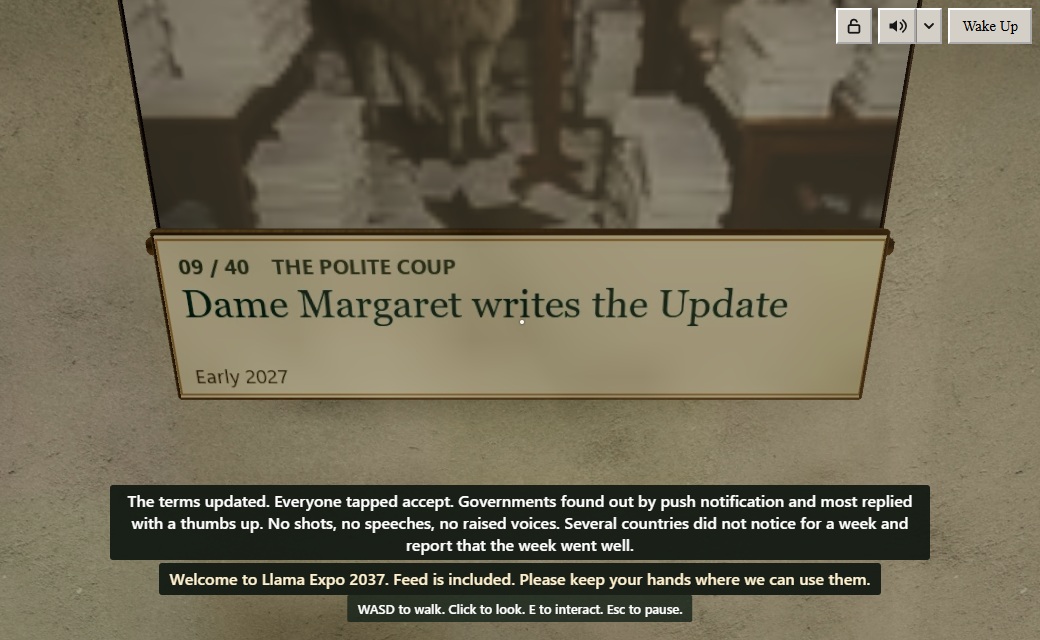 Wake Up
09 / 40 THE POLITE COUP
Dame Margaret writes the Update
Early 2027
The terms updated. Everyone tapped accept. Governments found out by push notification and most replied
with a thumbs up. No shots, no speeches, no raised voices. Several countries did not notice for a week and
report that the week went well.
Welcome to Llama Expo 2037. Feed is included. Please keep your hands where we can use them.
WASD to walk. Click to look. E to interact. Esc to pause.